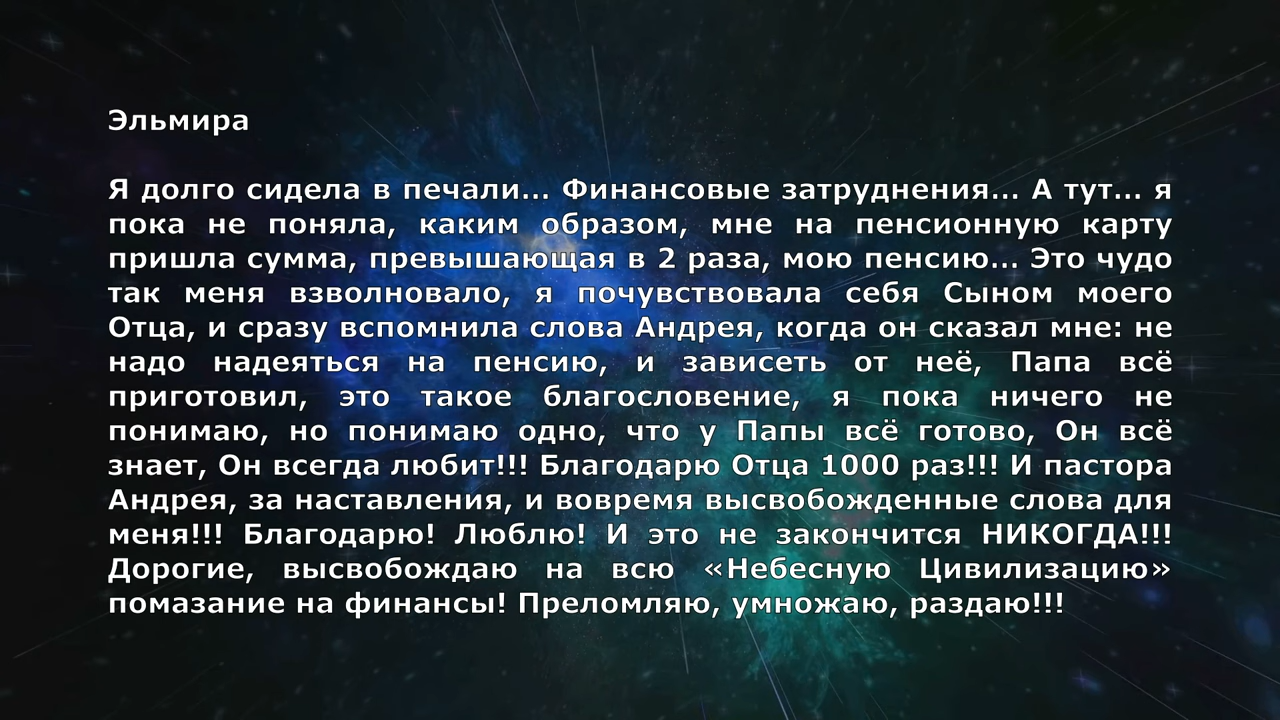 Эльмира
Я долго сидела в печали... Финансовые затруднения... А тут... я
пока не поняла, каким образом, мне на пенсионную карту
пришла сумма, превышающая в 2 раза, мою пенсию... Это чудо
так меня взволновало, я почувствовала себя Сыном моего
Отца, и сразу вспомнила слова Андрея, когда он сказал мне: не
надо надеяться на пенсию, и зависеть от неё, Папа всё
приготовил, это такое благословение, я пока ничего не
понимаю, но понимаю одно, что у Папы всё готово, Он всё
знает, Он всегда любит!!! Благодарю Отца 1000 раз!!! И пастора
Андрея, за наставления, и вовремя высвобожденные слова для
меня!!! Благодарю! Люблю! И это не закончится НИКОГДА!!!
Дорогие, высвобождаю на всю «Небесную Цивилизацию»
помазание на финансы! Преломляю, умножаю, раздаю!!!